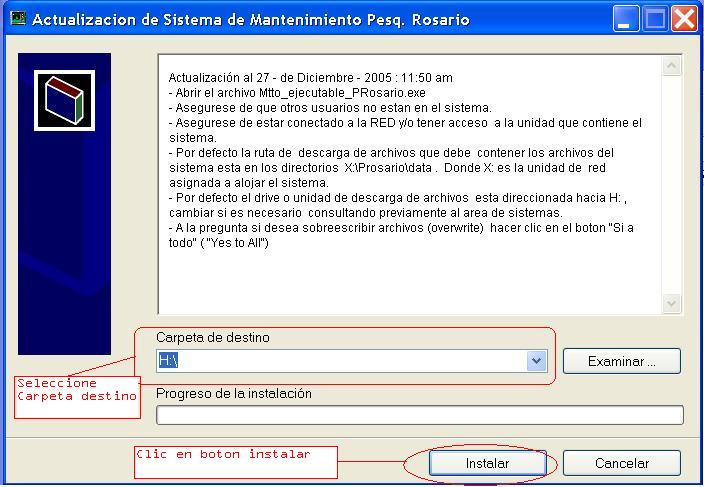 Actualizacion de Sistema de Mantenimiento Pesq. Rosario
Actualización al 27 - de Diciembre - 2005 : 11:50 am
- Abrir el archivo Mtto_ejecutable_PRosario.exe
- Asegurese de que otros usuarios no estan en el sistema.
- Asegurese de estar conectado a la RED y/o tener acceso a la unidad que contiene el
sistema.
- Por defecto la ruta de descarga de archivos que debe contener los archivos del
sistema esta en los directorios X:\Prosario\data . Donde X: es la unidad de red
asignada a alojar el sistema.
- Por defecto el drive o unidad de descarga de archivos esta direccionada hacia H: ,
cambiar si es necesario consultando previamente al area de sistemas.
- A la pregunta si desea sobreescribir archivos (overwrite) hacer clic en el boton "Si a
todo" ( "Yes to All")
Carpeta de destino
H:\
Examinar ...
Seleccione
Carpeta destino
Progreso de la instalación
Clic en boton instalar
Instalar
Cancelar